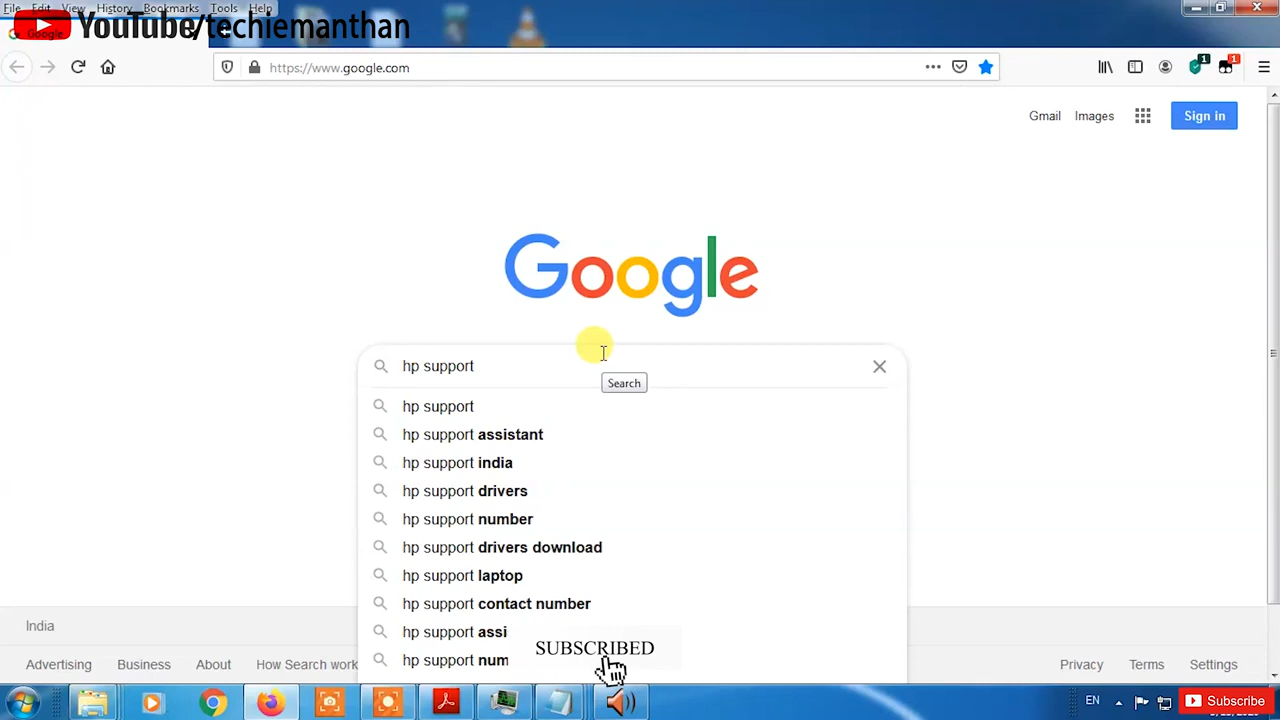 File Edit View History Bookmarks Tools Help
YouTube/techiemanthan
Google
https://www.google.com
1
1
Gmail Images Sign in
Google
hp support
Search
hp support
hp support assistant
hp support india
hp support drivers
hp support number
hp support drivers download
hp support laptop
hp support contact number
hp support assi
hp support num
SUBSCRIBED
India
Advertising Business About How Search work
Privacy Terms Settings
EN
Subscribe